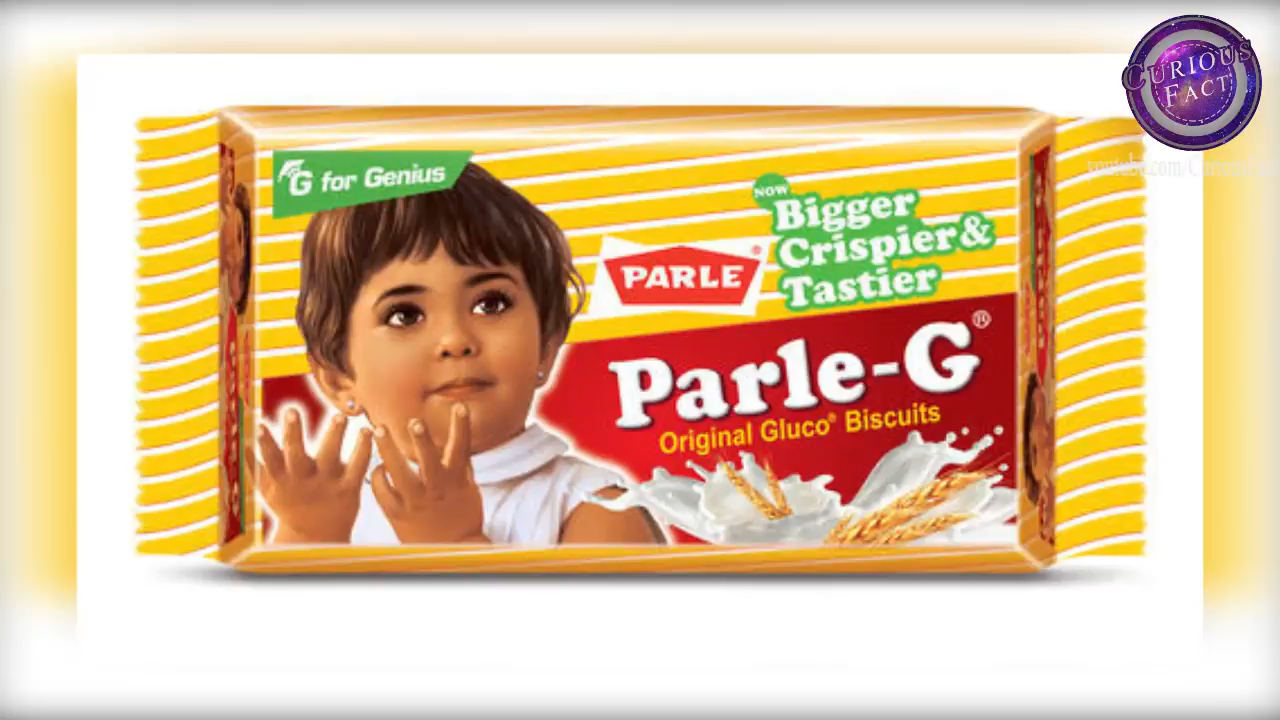 CURIOUS
FACT
G for Genius
NOW
Bigger
Crispier &
Tastier
PARLE
Parle-G®
Original Gluco® Biscuits